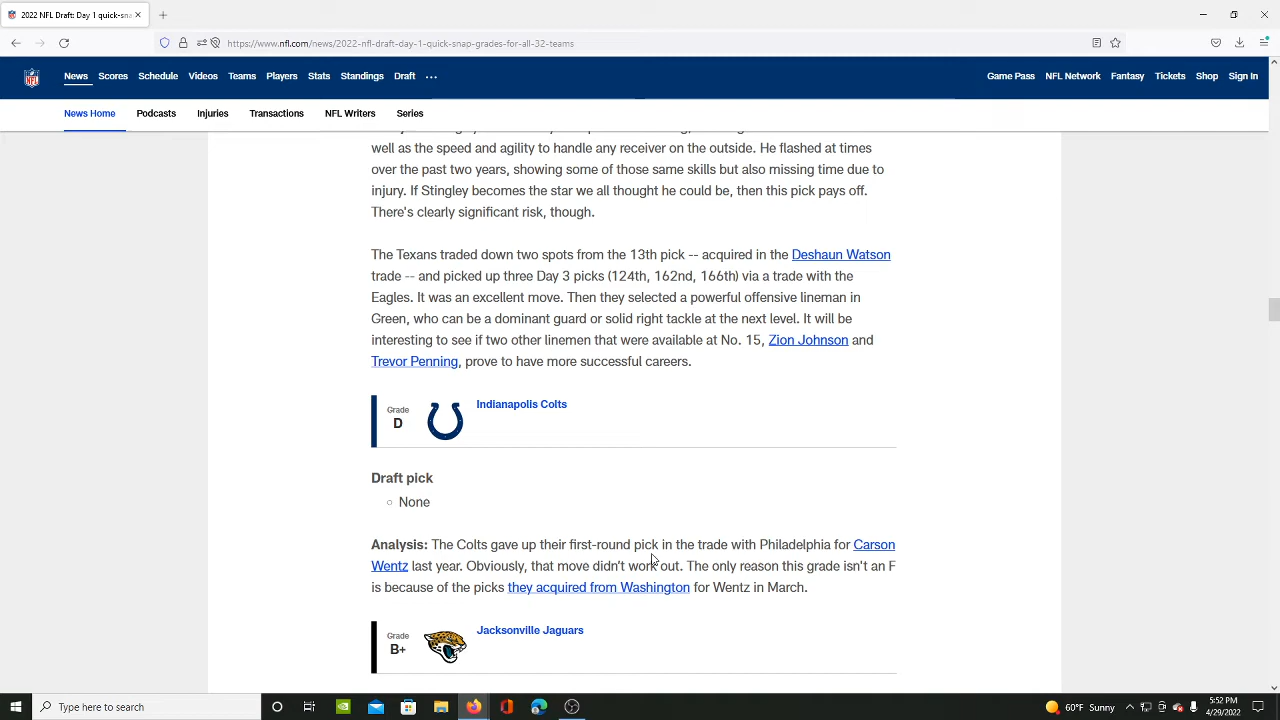 2022 NFL Draft: Day 1 quick-sna
https://www.nfl.com/news/2022-nfl-draft-day-1-quick-snap-grades-for-all-32-teams
News Scores Schedule Videos Teams Players Stats Standings Draft ... Game Pass NFL Network Fantasy Tickets Shop Sign In
News Home Podcasts Injuries Transactions NFL Writers Series
well as the speed and agility to handle any receiver on the outside. He flashed at times
over the past two years, showing some of those same skills but also missing time due to
injury. If Stingley becomes the star we all thought he could be, then this pick pays off.
There's clearly significant risk, though.
The Texans traded down two spots from the 13th pick -- acquired in the Deshaun Watson
trade -- and picked up three Day 3 picks (124th, 162nd, 166th) via a trade with the
Eagles. It was an excellent move. Then they selected a powerful offensive lineman in
Green, who can be a dominant guard or solid right tackle at the next level. It will be
interesting to see if two other linemen that were available at No. 15, Zion Johnson and
Trevor Penning, prove to have more successful careers.
Grade
D
Indianapolis Colts
Draft pick
None
Analysis: The Colts gave up their first-round pick in the trade with Philadelphia for Carson
Wentz last year. Obviously, that move didn't work out. The only reason this grade isn't an F
is because of the picks they acquired from Washington for Wentz in March.
Grade
B+
Jacksonville Jaguars
Type here to search
60°F Sunny
5:52 PM
4/29/2022